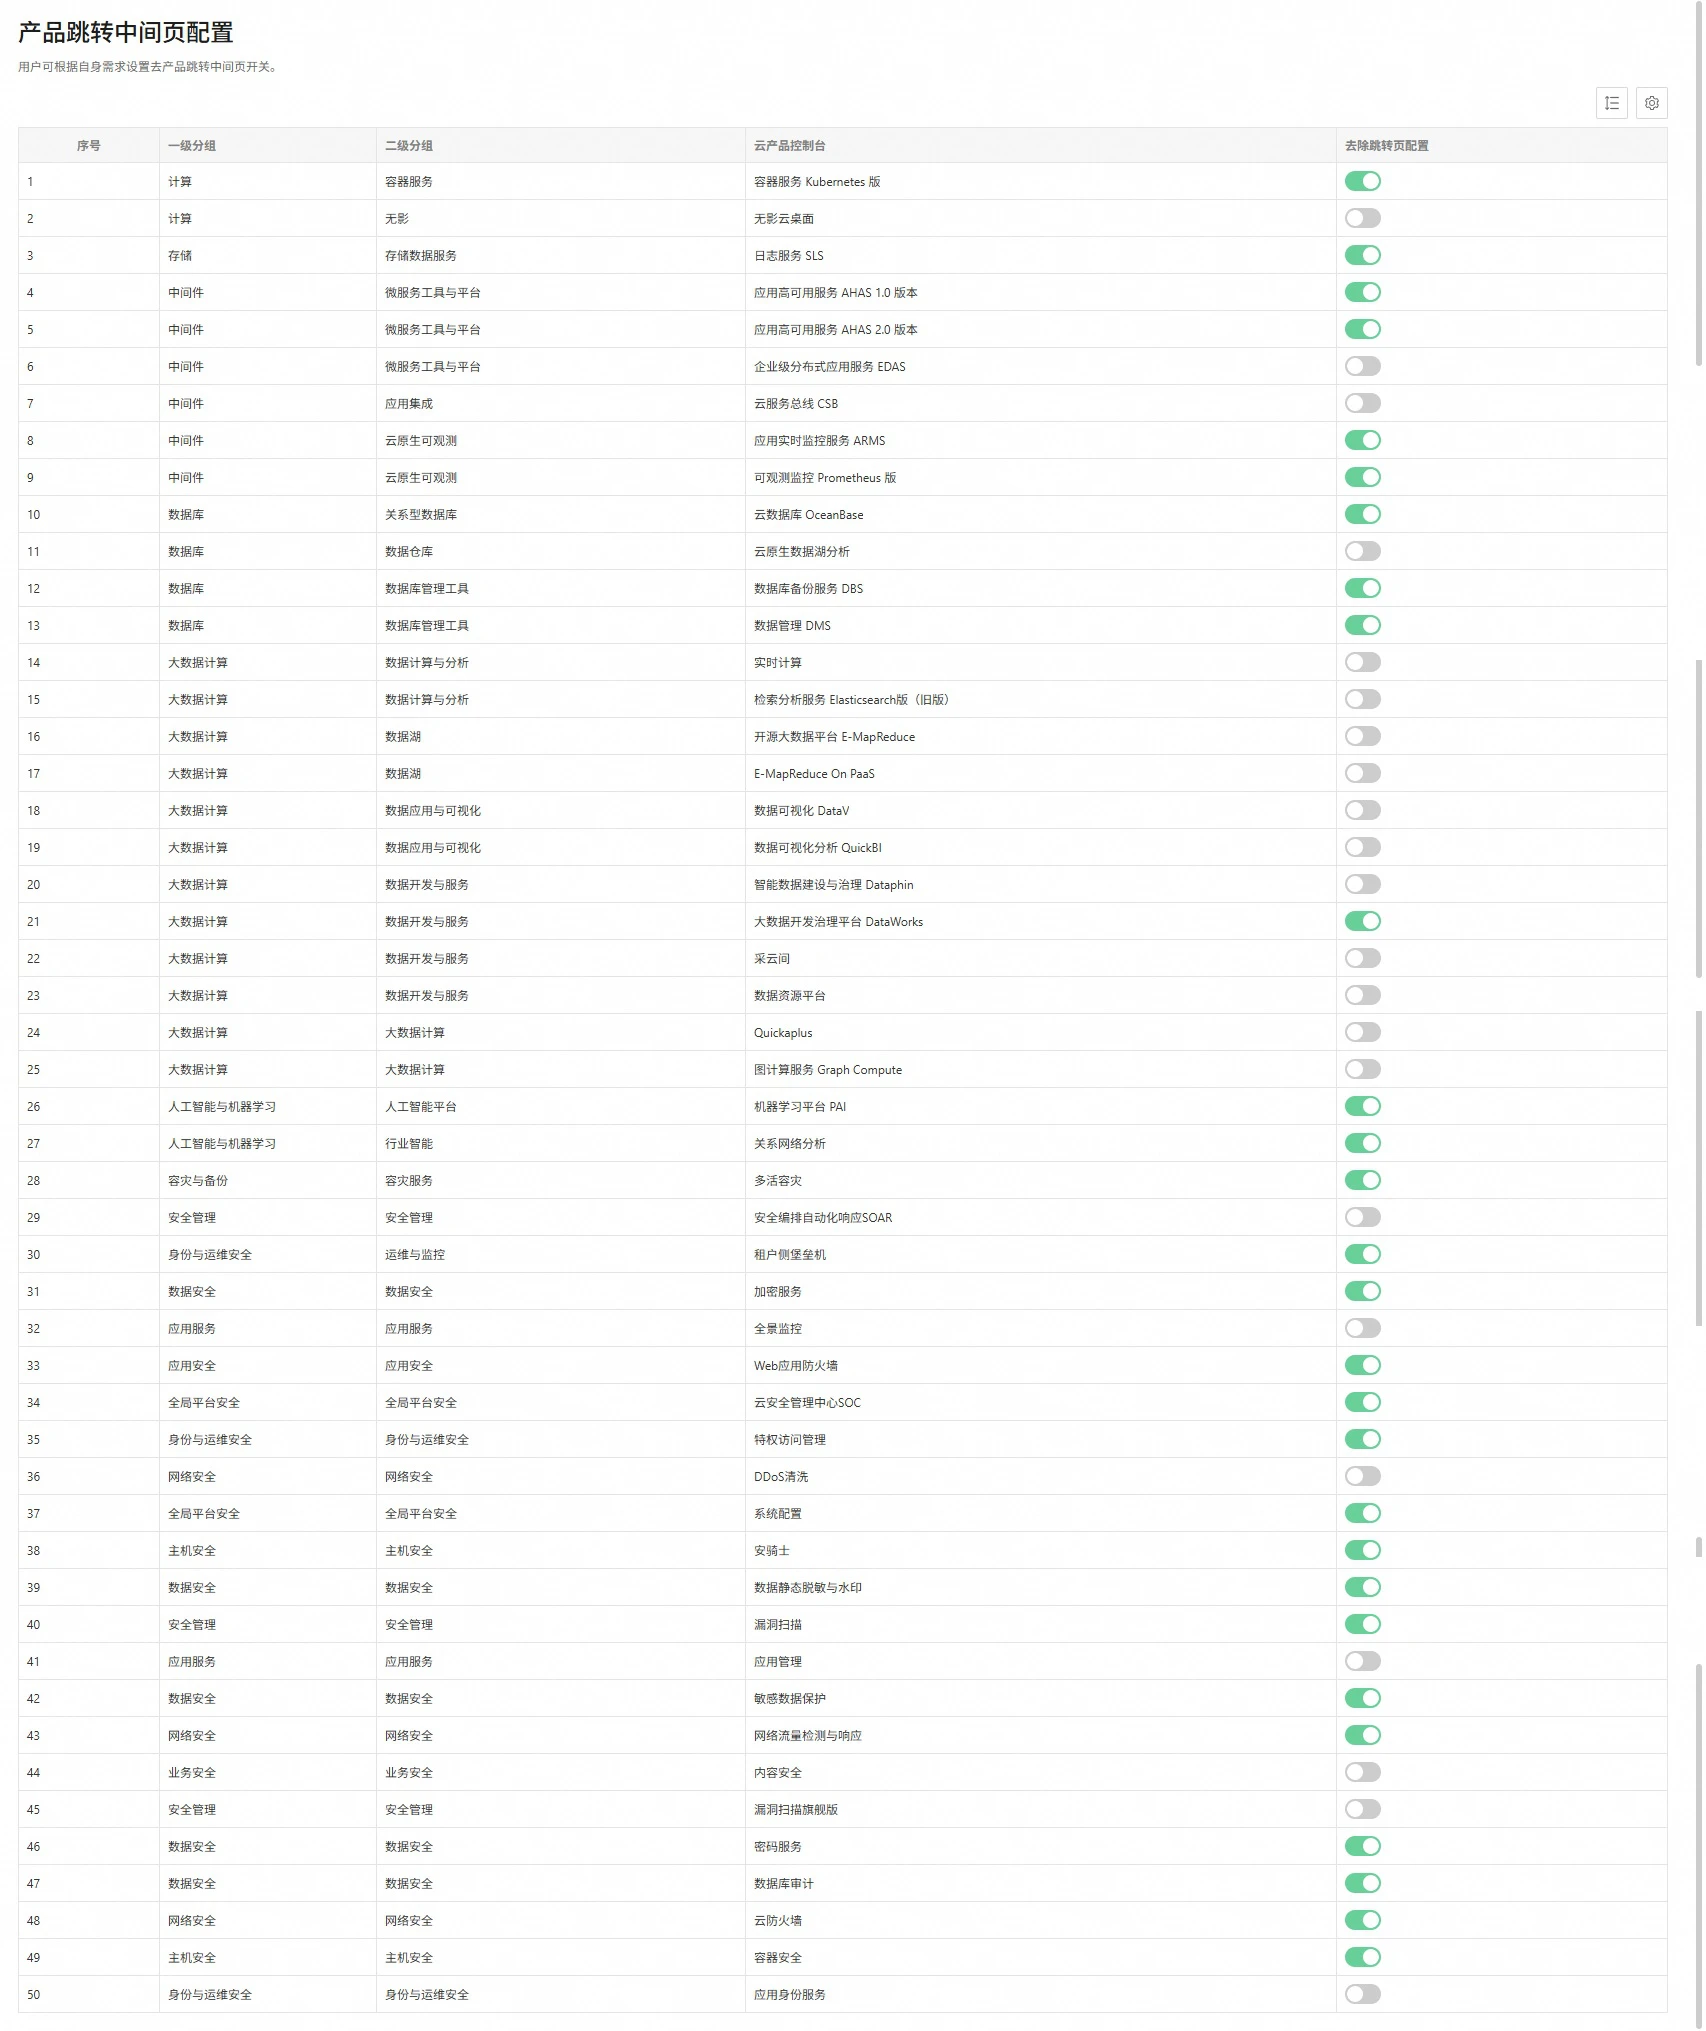 产品跳转中间页配置
用户可根据自身需求设置去产品跳转中间页开关。
序号 一级分组 二级分组 云产品控制台 去除跳转页配置
1 计算 容器服务 容器服务 Kubernetes 版
2 计算 无影 无影云桌面
3 存储 存储数据服务 日志服务 SLS
4 中间件 微服务工具与平台 应用高可用服务 AHAS 1.0 版本
5 中间件 微服务工具与平台 应用高可用服务 AHAS 2.0 版本
6 中间件 微服务工具与平台 企业级分布式应用服务 EDAS
7 中间件 应用集成 云服务总线 CSB
8 中间件 云原生可观测 应用实时监控服务 ARMS
9 中间件 云原生可观测 可观测监控 Prometheus 版
10 数据库 关系型数据库 云数据库 OceanBase
11 数据库 数据仓库 云原生数据湖分析
12 数据库 数据库管理工具 数据库备份服务 DBS
13 数据库 数据库管理工具 数据管理 DMS
14 大数据计算 数据计算与分析 实时计算
15 大数据计算 数据计算与分析 检索分析服务 Elasticsearch版（旧版）
16 大数据计算 数据湖 开源大数据平台 E-MapReduce
17 大数据计算 数据湖 E-MapReduce On PaaS
18 大数据计算 数据应用与可视化 数据可视化 DataV
19 大数据计算 数据应用与可视化 数据可视化分析 QuickBI
20 大数据计算 数据开发与服务 智能数据建设与治理 Dataphin
21 大数据计算 数据开发与服务 大数据开发治理平台 DataWorks
22 大数据计算 数据开发与服务 采云间
23 大数据计算 数据开发与服务 数据资源平台
24 大数据计算 大数据计算 Quickaplus
25 大数据计算 大数据计算 图计算服务 Graph Compute
26 人工智能与机器学习 人工智能平台 机器学习平台 PAI
27 人工智能与机器学习 行业智能 关系网络分析
28 容灾与备份 容灾服务 多活容灾
29 安全管理 安全管理 安全编排自动化响应SOAR
30 身份与运维安全 运维与监控 租户侧堡垒机
31 数据安全 数据安全 加密服务
32 应用服务 应用服务 全景监控
33 应用安全 应用安全 Web应用防火墙
34 全局平台安全 全局平台安全 云安全管理中心SOC
35 身份与运维安全 身份与运维安全 特权访问管理
36 网络安全 网络安全 DDoS清洗
37 全局平台安全 全局平台安全 系统配置
38 主机安全 主机安全 安骑士
39 数据安全 数据安全 数据静态脱敏与水印
40 安全管理 安全管理 漏洞扫描
41 应用服务 应用服务 应用管理
42 数据安全 数据安全 敏感数据保护
43 网络安全 网络安全 网络流量检测与响应
44 业务安全 业务安全 内容安全
45 安全管理 安全管理 漏洞扫描旗舰版
46 数据安全 数据安全 密码服务
47 数据安全 数据安全 数据库审计
48 网络安全 网络安全 云防火墙
49 主机安全 主机安全 容器安全
50 身份与运维安全 身份与运维安全 应用身份服务